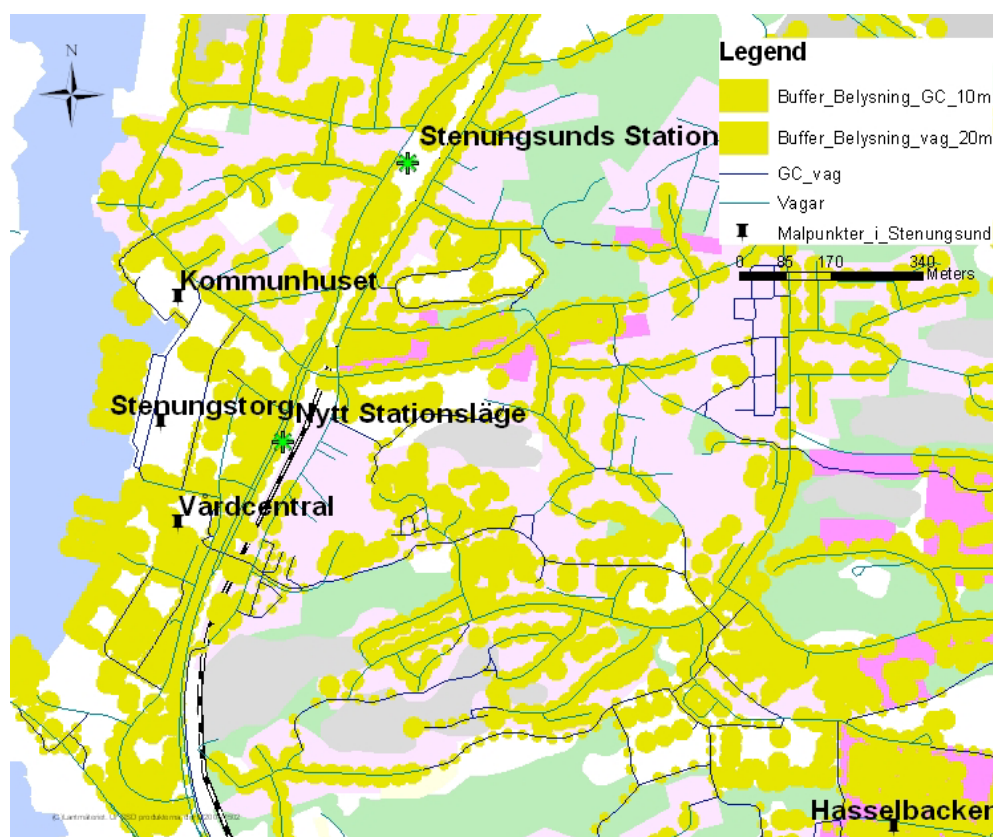 N
Legend
Buffer_Belysning_GC_10m
Buffer_Belysning_vag_20m
GC_vag
Vagar
Malpunkter_i_Stenungsund
0 85 170 340
Meters
Stenungsunds Station
Kommunhuset
Stenungstorg
Nytt Stationsläge
Vårdcentral
Hasselbacken